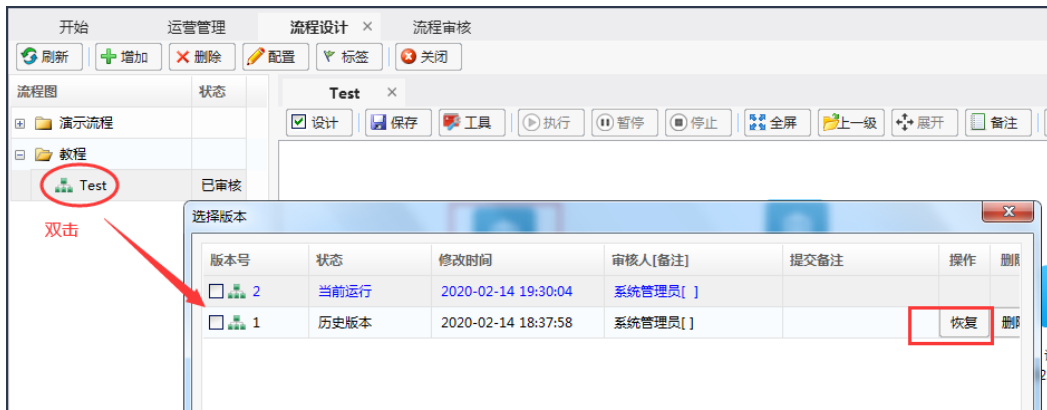 开始 运营管理 流程设计 × 流程审核
刷新 增加 删除 配置 标签 关闭
流程图 状态
Test ×
设计 保存 工具 执行 暂停 停止 全屏 上一级 展开 备注
演示流程
教程
Test 已审核
双击
选择版本
版本号 状态 修改时间 审核人[备注] 提交备注 操作
2 当前运行 2020-02-14 19:30:04 系统管理员[ ]
1 历史版本 2020-02-14 18:37:58 系统管理员[ ] 恢复